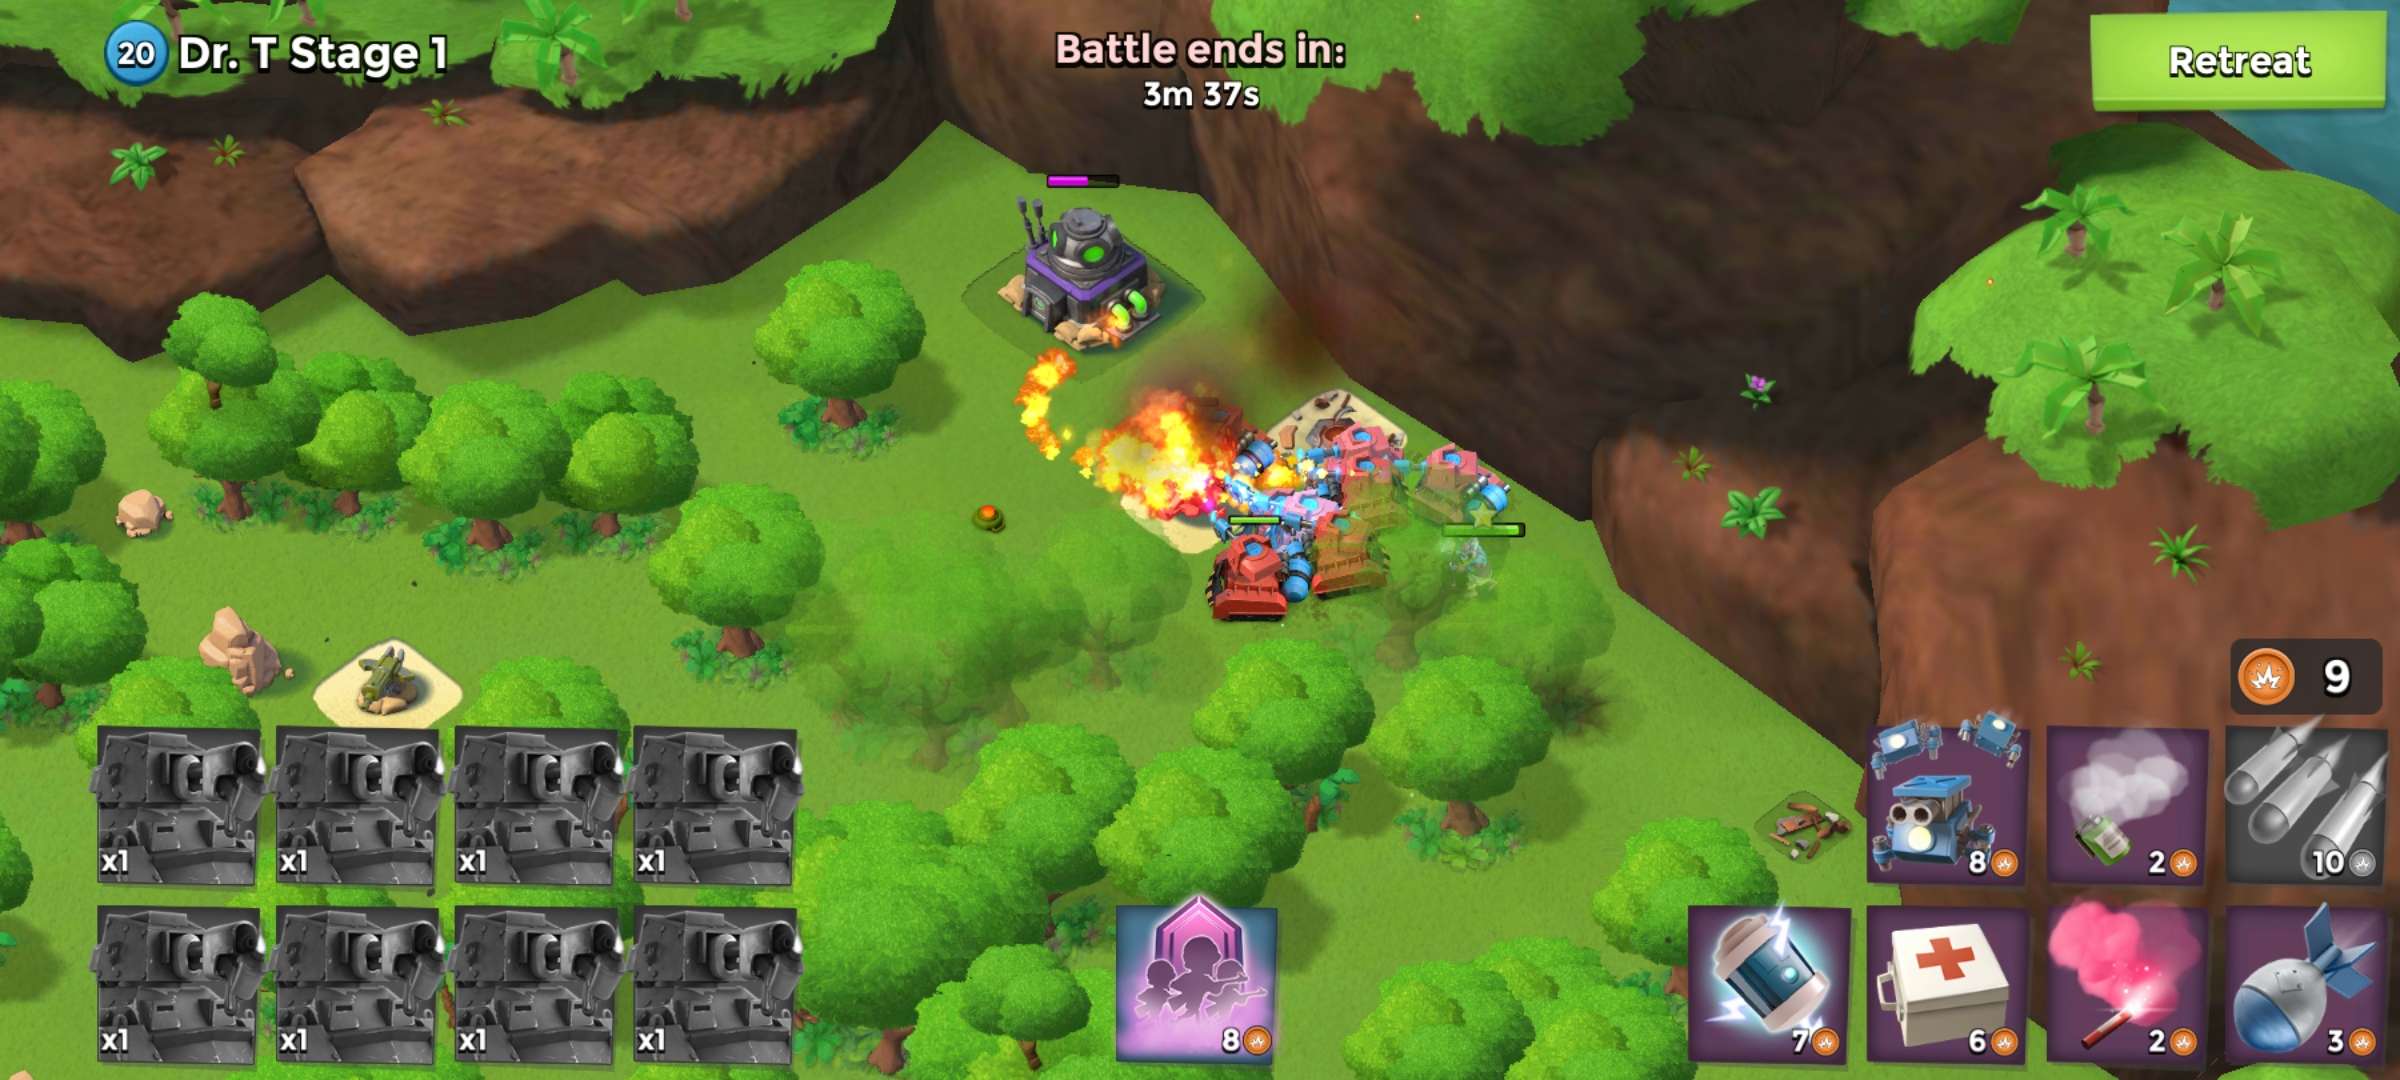 20 Dr. T Stage 1
Battle ends in:
3m 37s
Retreat
9
x1 x1 x1 x1
8 2 10
x1 x1 x1 x1
8
7 6 2 3